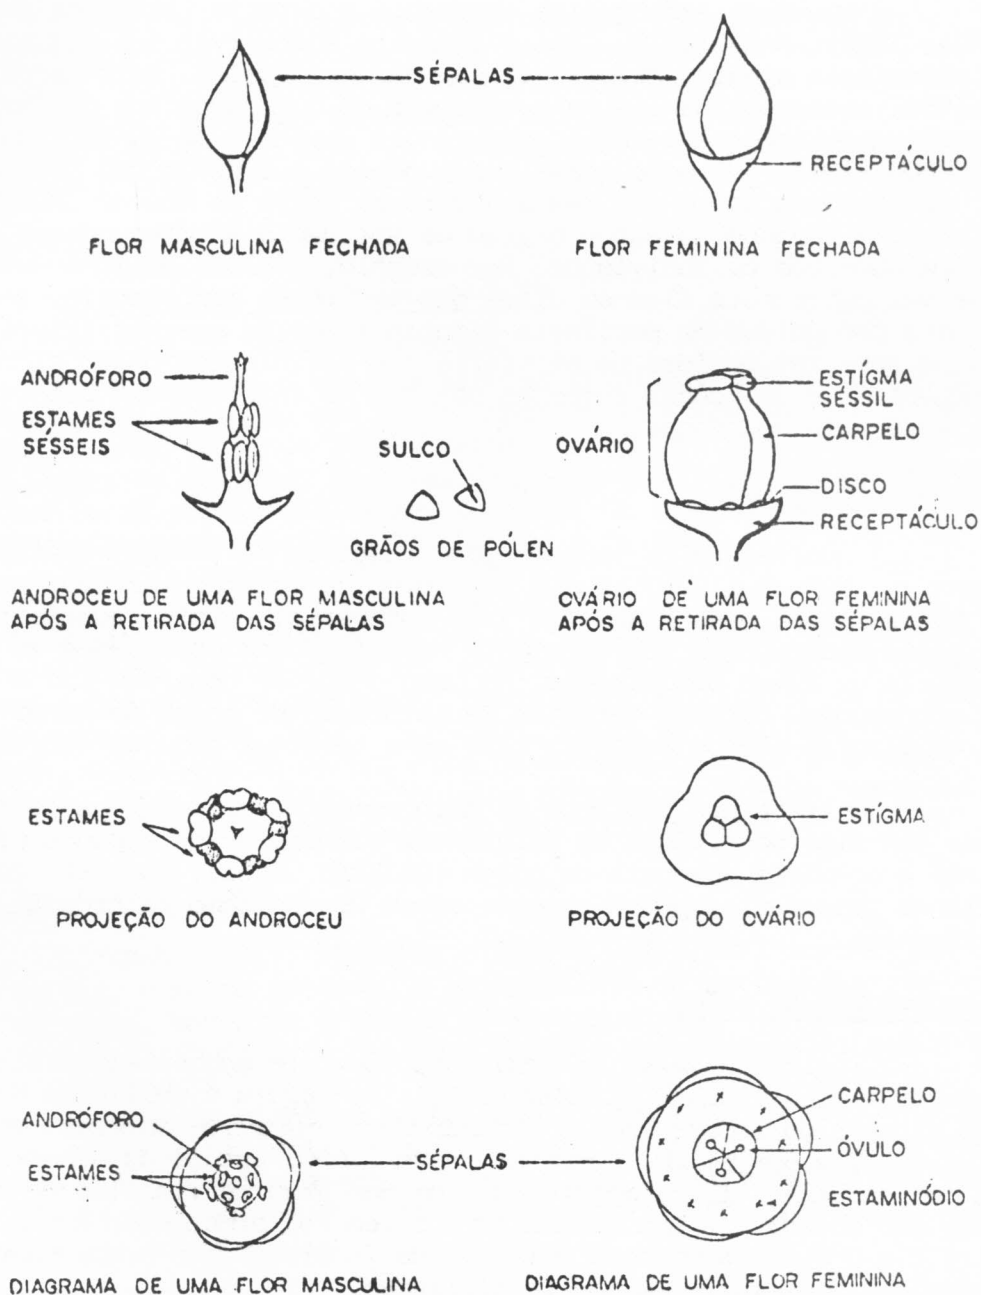 SÉPALAS
RECEPTÁCULO
FLOR MASCULINA FECHADA
FLOR FEMININA FECHADA
ANDRÓFORO
ESTAMES
SÉSSEIS
SULCO
GRÃOS DE PÓLEN
OVÁRIO
ESTÍGMA
SÉSSIL
CARPELO
DISCO
RECEPTÁCULO
ANDROCEU DE UMA FLOR MASCULINA
APÓS A RETIRADA DAS SÉPALAS
OVÁRIO DE UMA FLOR FEMININA
APÓS A RETIRADA DAS SÉPALAS
ESTAMES
ESTÍGMA
PROJEÇÃO DO ANDROCEU
PROJEÇÃO DO OVÁRIO
ANDRÓFORO
ESTAMES
SÉPALAS
CARPELO
ÓVULO
ESTAMINÓDIO
DIAGRAMA DE UMA FLOR MASCULINA
DIAGRAMA DE UMA FLOR FEMININA